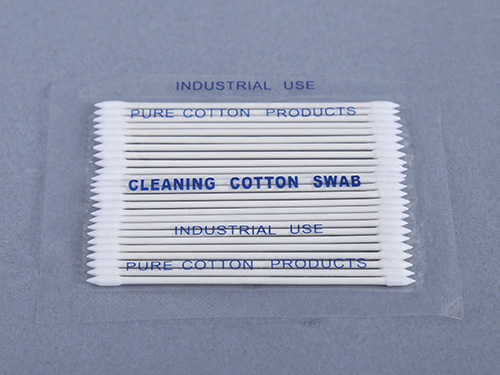 INDUSTRIAL USE
PURE COTTON PRODUCTS
CLEANING COTTON SWAB
INDUSTRIAL USE
PURE COTTON PRODUCTS